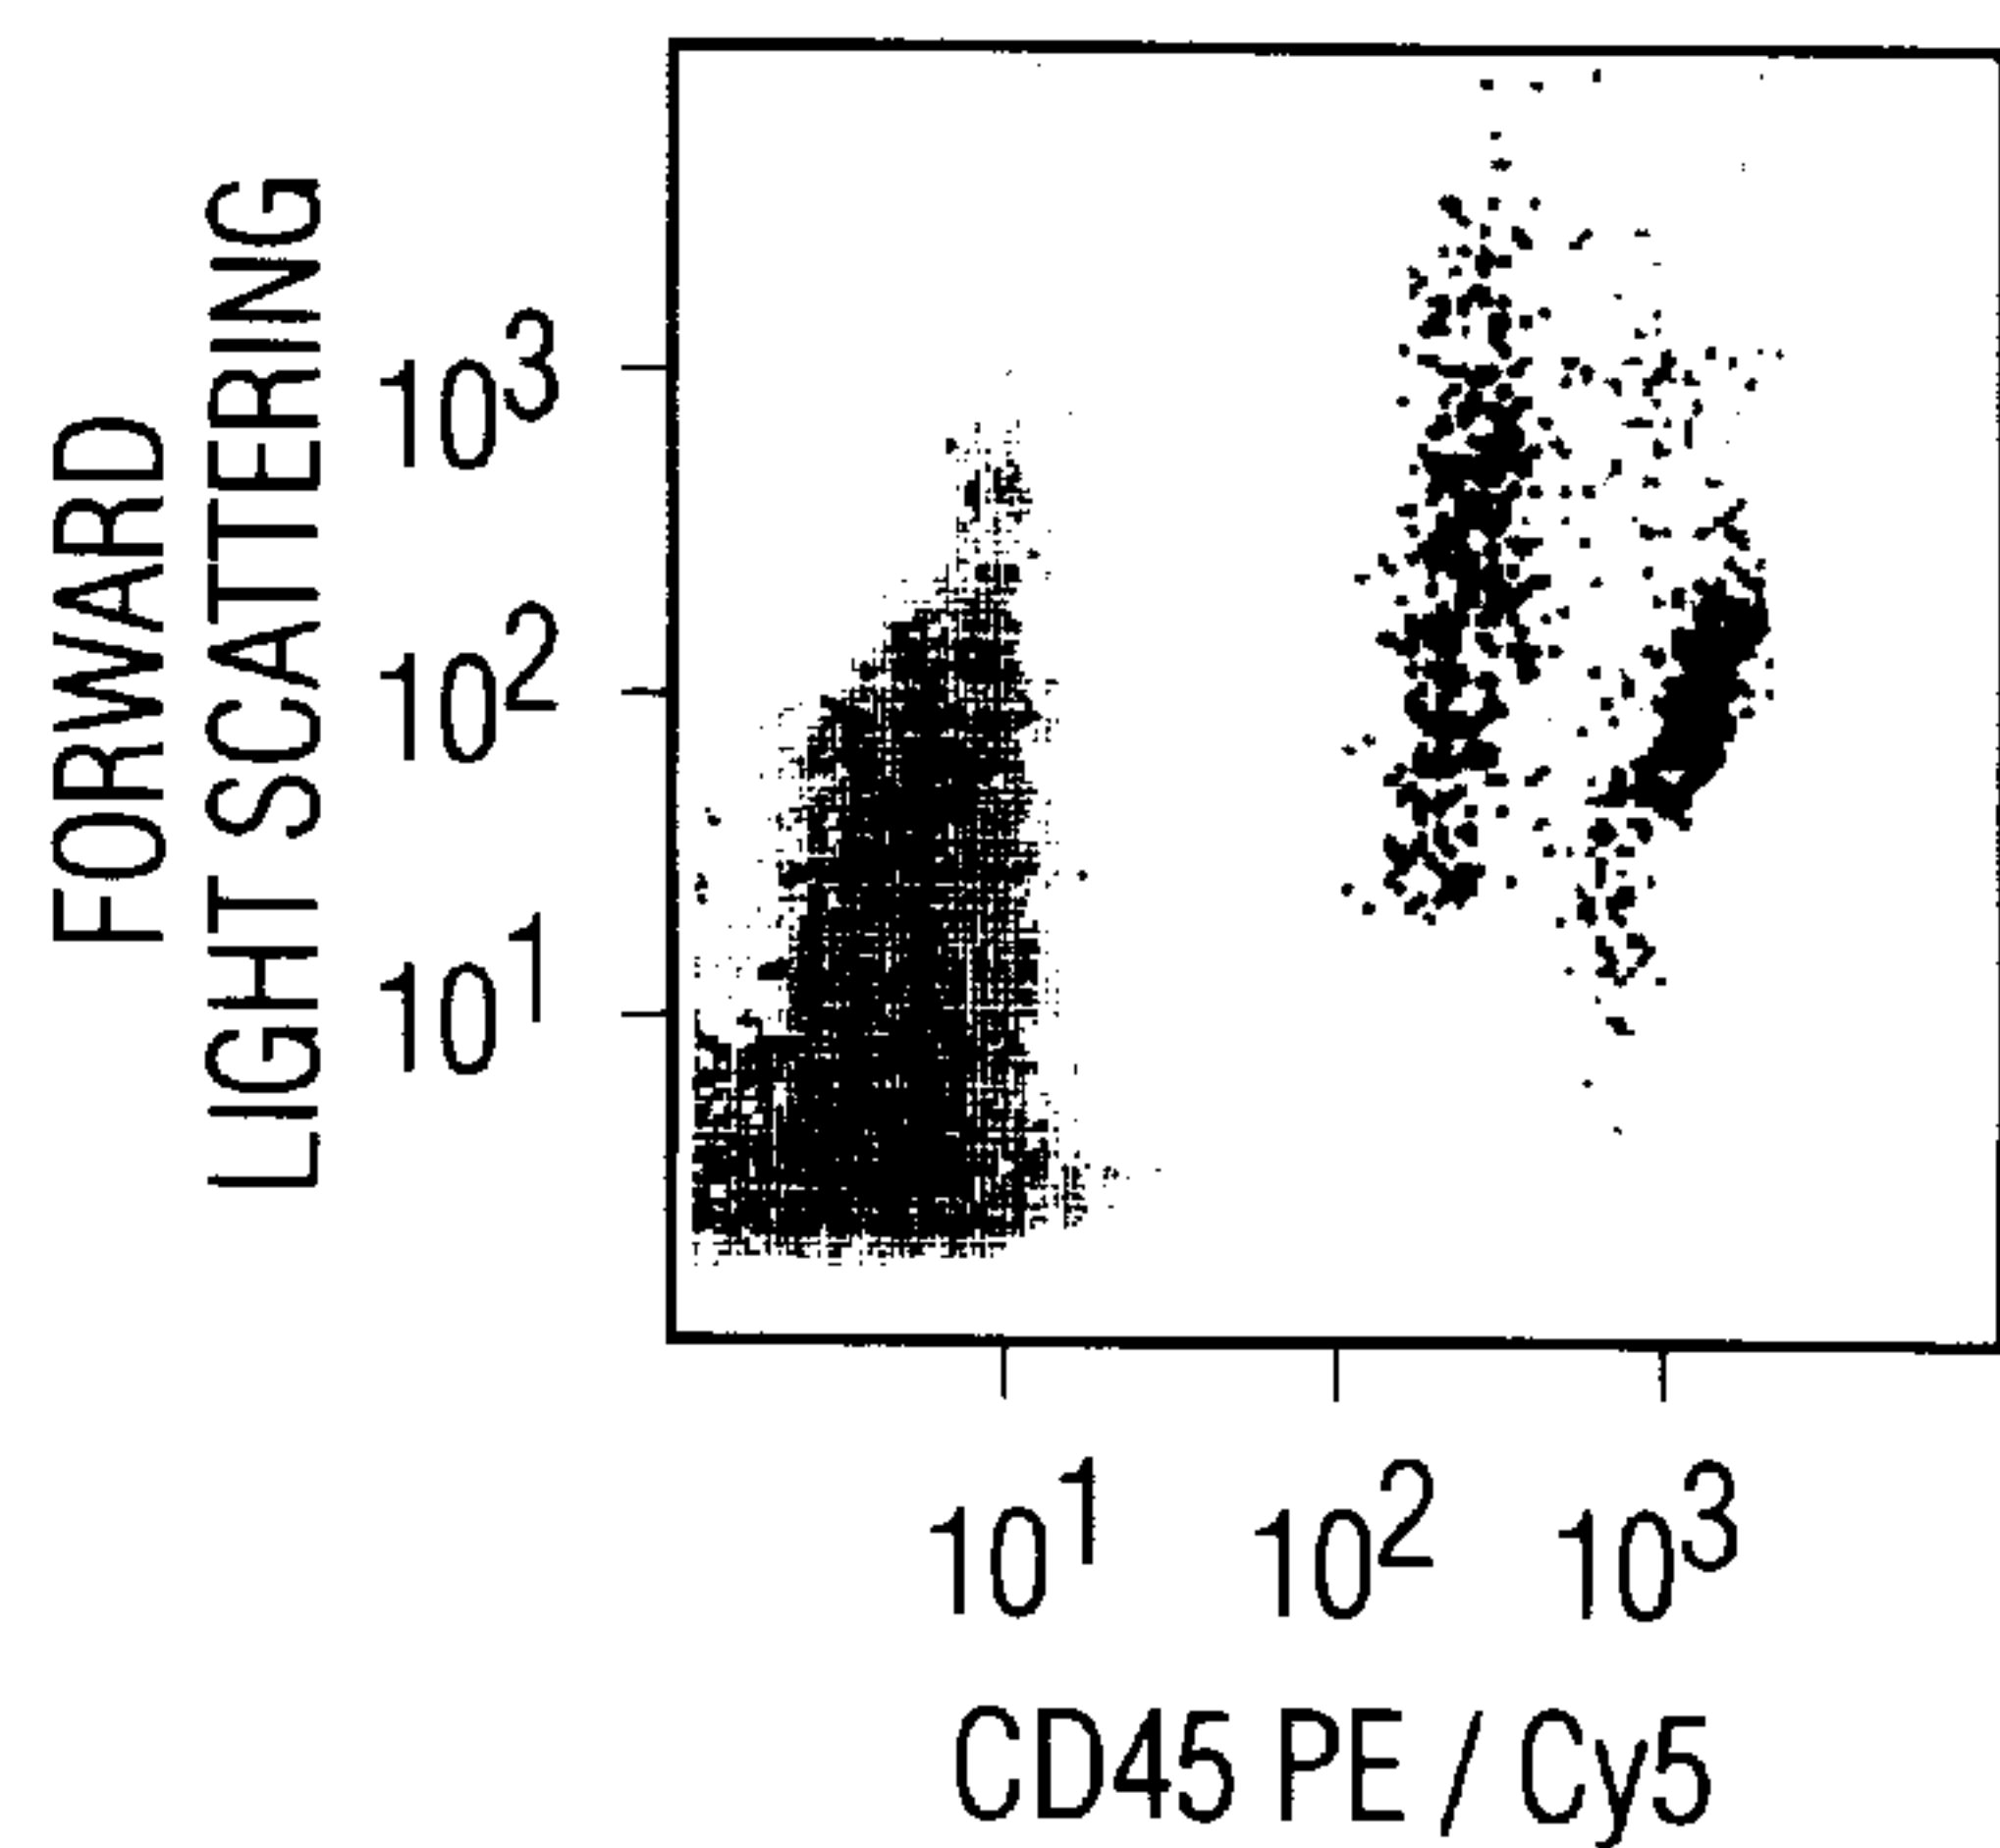 FORWARD
LIGHT SCATTERING
10³
10²
10¹
10¹ 10² 10³
CD45 PE / Cy5